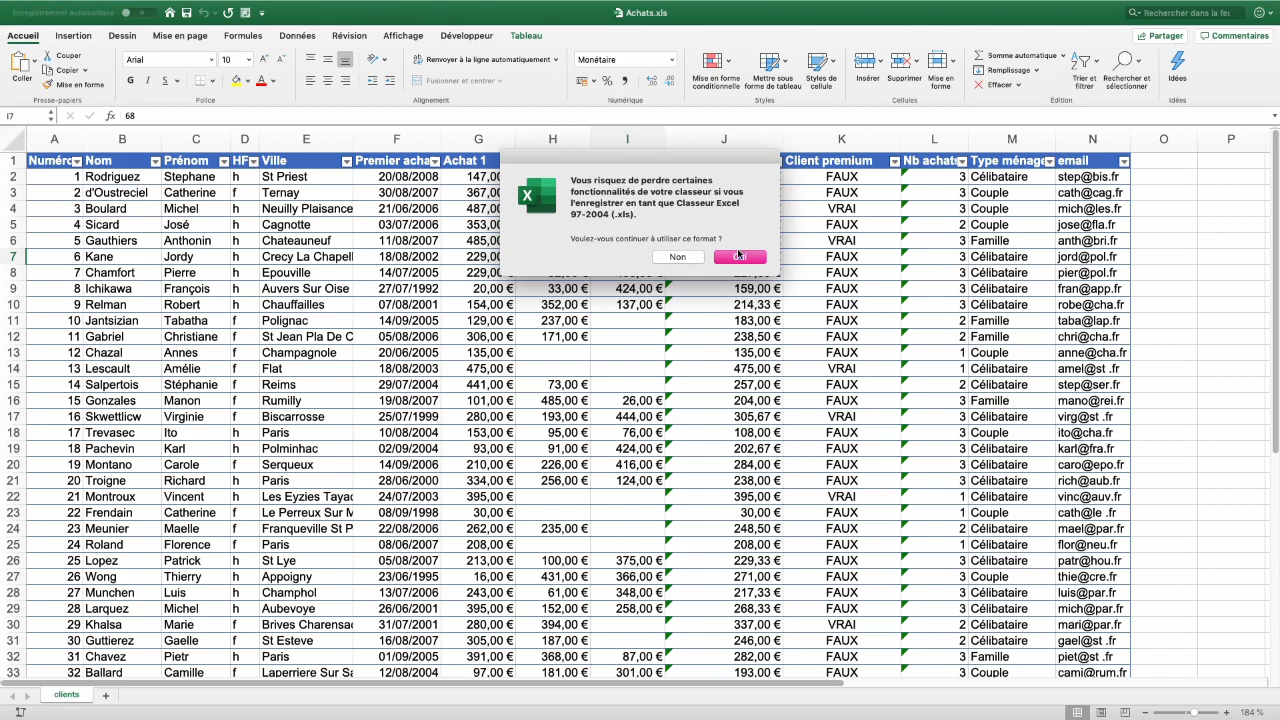 Enregistrement automatique
Achats.xls
Rechercher dans la feu
Accueil Insertion Dessin Mise en page Formules Données Révision Affichage Développeur Tableau
Partager Commentaires
Coller
Couper
Copier
Mise en forme
Presse-papiers
Arial 10
G I S
Police
Renvoyer à la ligne automatiquement
Fusionner et centrer
Alignement
Monétaire
Numérique
Mise en forme conditionnelle
Mettre sous forme de tableau
Styles de cellule
Styles
Insérer Supprimer Mise en forme
Cellules
Somme automatique
Remplissage
Effacer
Trier et filtrer
Rechercher et sélectionner
Édition
Idées
Idées
I7 fx 68
A B C D E F G H I J K L M N O P
1 Numéro Nom Prénom HF Ville Premier acha Achat 1 Client premium Nb achats Type ménage email
2 1 Rodriguez Stephane h St Priest 20/08/2008 147,00 FAUX 3 Célibataire step@bis.fr
3 2 d'Oustreciel Catherine f Ternay 30/08/2007 367,00 FAUX 3 Couple cath@cag.fr
4 3 Boulard Michel h Neuilly Plaisance 21/06/2006 487,00 VRAI 3 Couple mich@les.fr
5 4 Sicard José h Cagnotte 03/07/2006 353,00 FAUX 2 Couple jose@fla.fr
6 5 Gauthiers Anthonin h Chateauneuf 11/08/2007 485,00 VRAI 3 Famille anth@bri.fr
7 6 Kane Jordy h Crecy La Chapell 18/08/2002 229,00 FAUX 3 Célibataire jord@pol.fr
8 7 Chamfort Pierre h Epouville 14/07/2007 229,00 FAUX 3 Célibataire pier@pol.fr
9 8 Ichikawa François h Auvers Sur Oise 27/07/1992 20,00 € 33,00 € 424,00 € 159,00 € FAUX 3 Célibataire fran@app.fr
10 9 Relman Robert h Chauffailles 07/08/2001 154,00 € 352,00 € 137,00 € 214,33 € FAUX 3 Célibataire robe@cha.fr
11 10 Jantsizian Tabatha f Polignac 14/09/2005 129,00 € 237,00 € 183,00 € FAUX 2 Famille taba@lap.fr
12 11 Gabriel Christiane f St Jean Pla De C 05/08/2006 306,00 € 171,00 € 238,50 € FAUX 2 Famille chri@cha.fr
13 12 Chazal Annes f Champagnole 20/06/2005 135,00 € 135,00 € FAUX 1 Couple anne@cha.fr
14 13 Lescault Amélie f Flat 18/08/2003 475,00 € 475,00 € VRAI 1 Célibataire amel@st .fr
15 14 Salpertois Stéphanie f Reims 29/07/2004 441,00 € 73,00 € 257,00 € FAUX 2 Célibataire step@ser.fr
16 15 Gonzales Manon f Rumilly 19/08/2007 101,00 € 485,00 € 26,00 € 204,00 € FAUX 3 Famille mano@rei.fr
17 16 Skwettlicw Virginie f Biscarrosse 25/07/1999 280,00 € 193,00 € 444,00 € 305,67 € VRAI 3 Célibataire virg@st .fr
18 17 Trevasec Ito h Paris 10/08/2004 153,00 € 95,00 € 76,00 € 108,00 € FAUX 3 Couple ito@cha.fr
19 18 Pachevin Karl h Polminhac 02/09/2004 93,00 € 91,00 € 424,00 € 202,67 € FAUX 3 Célibataire karl@fra.fr
20 19 Montano Carole f Serqueux 14/09/2006 210,00 € 226,00 € 416,00 € 284,00 € FAUX 3 Célibataire caro@epo.fr
21 20 Troigne Richard h Paris 28/06/2000 334,00 € 256,00 € 124,00 € 238,00 € FAUX 3 Célibataire rich@aub.fr
22 21 Montroux Vincent h Les Eyzies Tayac 24/07/2003 395,00 € 395,00 € VRAI 1 Célibataire vinc@auv.fr
23 22 Frendain Catherine f Le Perreux Sur M 08/09/1998 30,00 € 30,00 € FAUX 1 Couple cath@le .fr
24 23 Meunier Maelle f Franqueville St P 22/08/2006 262,00 € 235,00 € 248,50 € FAUX 2 Célibataire mael@par.fr
25 24 Roland Florence f Paris 08/06/2007 208,00 € 208,00 € FAUX 1 Célibataire flor@neu.fr
26 25 Lopez Patrick h St Lye 05/08/2007 213,00 € 100,00 € 375,00 € 229,33 € FAUX 3 Célibataire patr@hou.fr
27 26 Wong Thierry h Appoigny 23/06/1995 16,00 € 431,00 € 366,00 € 271,00 € FAUX 3 Couple thie@cre.fr
28 27 Munchen Luis h Champhol 13/07/2006 243,00 € 61,00 € 348,00 € 217,33 € FAUX 3 Célibataire luis@par.fr
29 28 Larquez Michel h Aubevoye 26/06/2001 395,00 € 152,00 € 258,00 € 268,33 € FAUX 3 Célibataire mich@par.fr
30 29 Khalsa Marie f Brives Charensac 31/07/2001 280,00 € 394,00 € 337,00 € VRAI 2 Célibataire mari@par.fr
31 30 Guttierez Gaelle f St Esteve 16/08/2007 305,00 € 187,00 € 246,00 € FAUX 2 Célibataire gael@st .fr
32 31 Chavez Pietr h Paris 01/09/2005 391,00 € 368,00 € 87,00 € 282,00 € FAUX 3 Famille piet@st .fr
33 32 Ballard Camille f Laperriere Sur Sa 12/08/2004 97,00 € 181,00 € 301,00 € 193,00 € FAUX 3 Couple cami@rum.fr
Vous risquez de perdre certaines
fonctionnalités de votre classeur si vous
l'enregistrer en tant que Classeur Excel
97-2004 (.xls).
Voulez-vous continuer à utiliser ce format ?
Non
clients
184 %